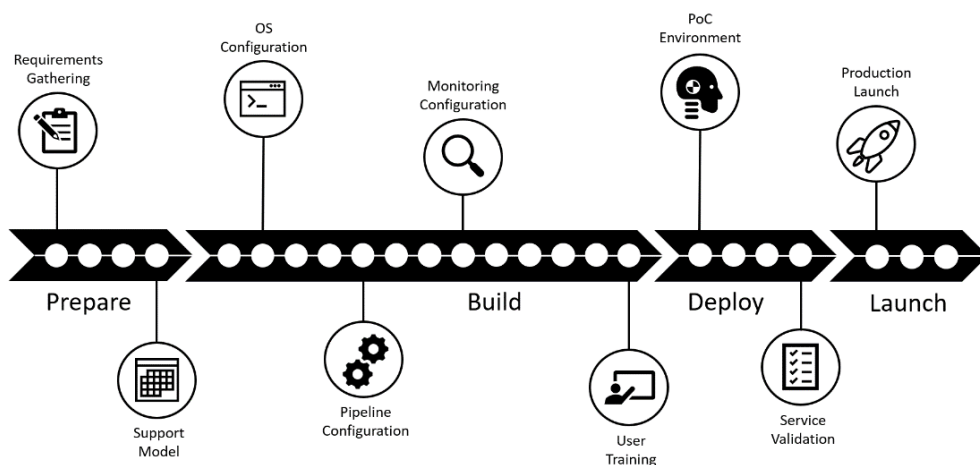 Requirements
Gathering
OS
Configuration
Monitoring
Configuration
PoC
Environment
Production
Launch
Prepare
Build
Deploy
Launch
Support
Model
Pipeline
Configuration
User
Training
Service
Validation